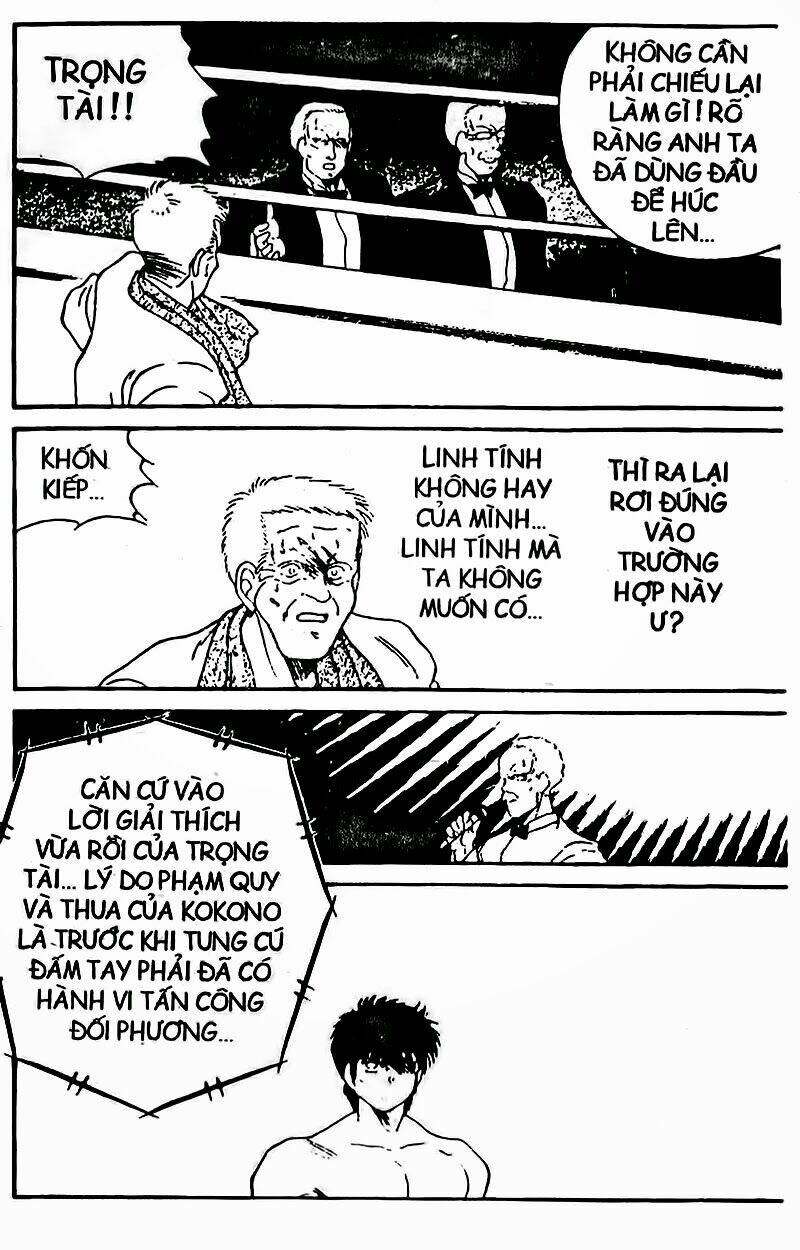 TRỌNG
TÀI!!
KHÔNG CẦN
PHẢI CHIẾU LẠI
LÀM GÌ! RÕ
RÀNG ANH TA
ĐÃ DÙNG ĐẦU
ĐỂ HÚC
LÊN...
KHỐN
KIẾP...
LINH TÍNH
KHÔNG HAY
CỦA MÌNH...
LINH TÍNH MÀ
TA KHÔNG
MUỐN CÓ...
THÌ RA LẠI
RƠI ĐÚNG
VÀO
TRƯỜNG
HỢP NÀY
Ư?
CĂN CỨ VÀO
LỜI GIẢI THÍCH
VỪA RỒI CỦA TRỌNG
TÀI... LÝ DO PHẠM QUY
VÀ THUA CỦA KOKONO
LÀ TRƯỚC KHI TUNG CÚ
ĐẤM TAY PHẢI ĐÃ CÓ
HÀNH VI TẤN CÔNG
ĐỐI PHƯƠNG...